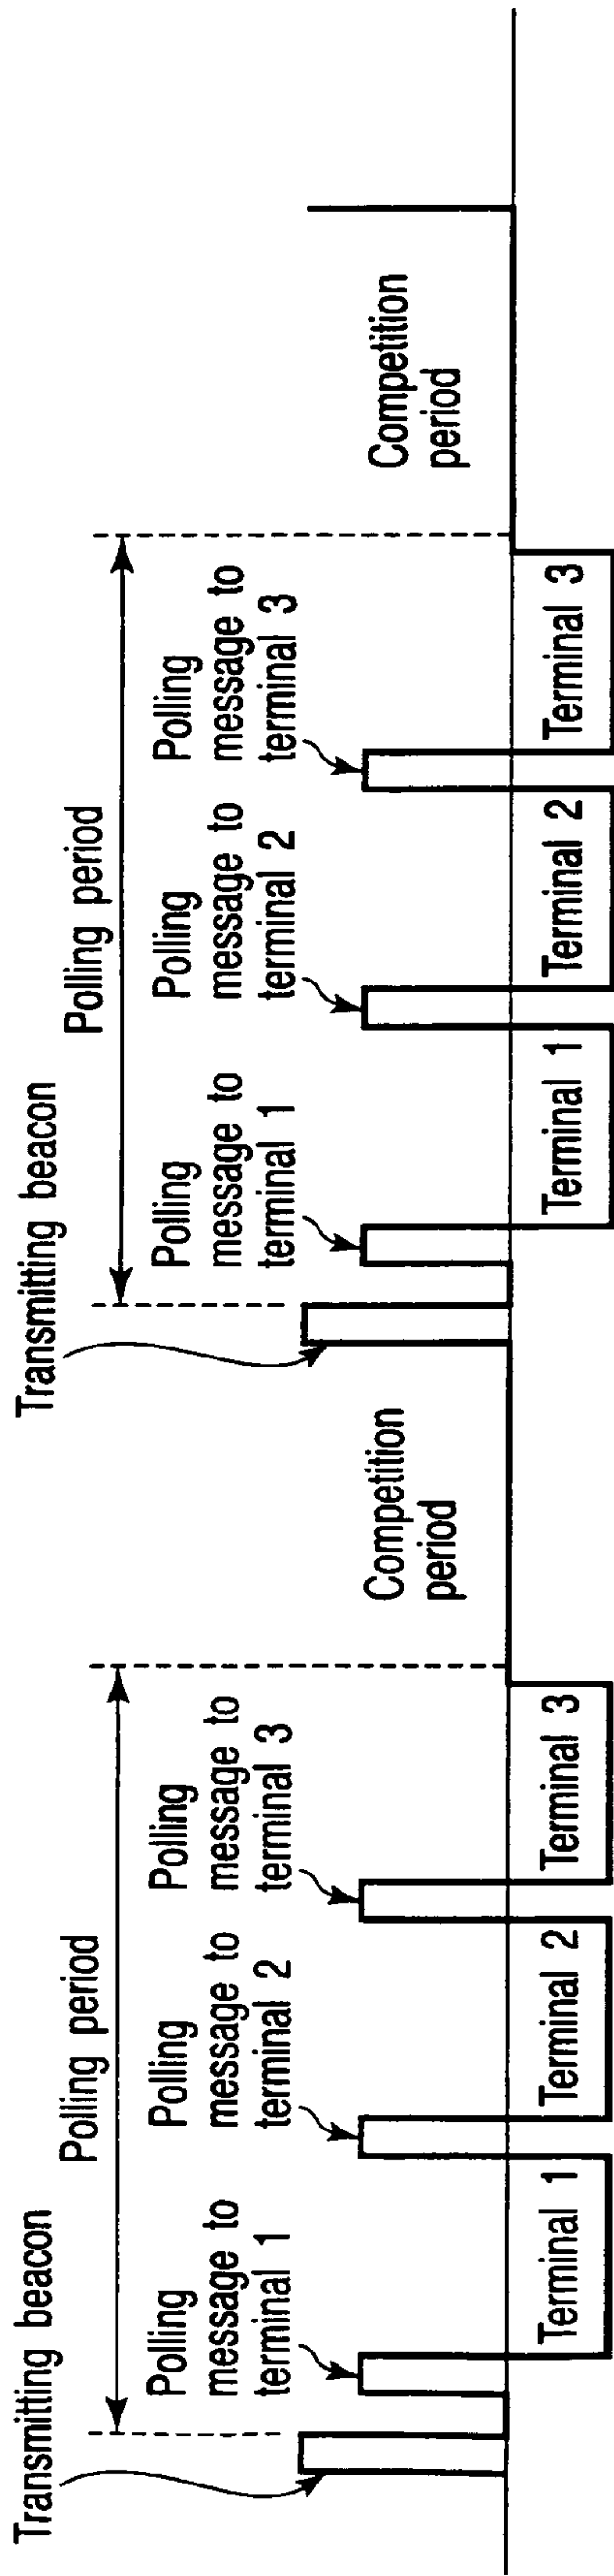 Transmitting beacon
Polling period
Polling
message to
terminal 1
Polling
message to
terminal 2
Polling
message to
terminal 3
Terminal 1
Terminal 2
Terminal 3
Competition
period
Transmitting beacon
Polling period
Polling
message to
terminal 1
Polling
message to
terminal 2
Polling
message to
terminal 3
Terminal 1
Terminal 2
Terminal 3
Competition
period